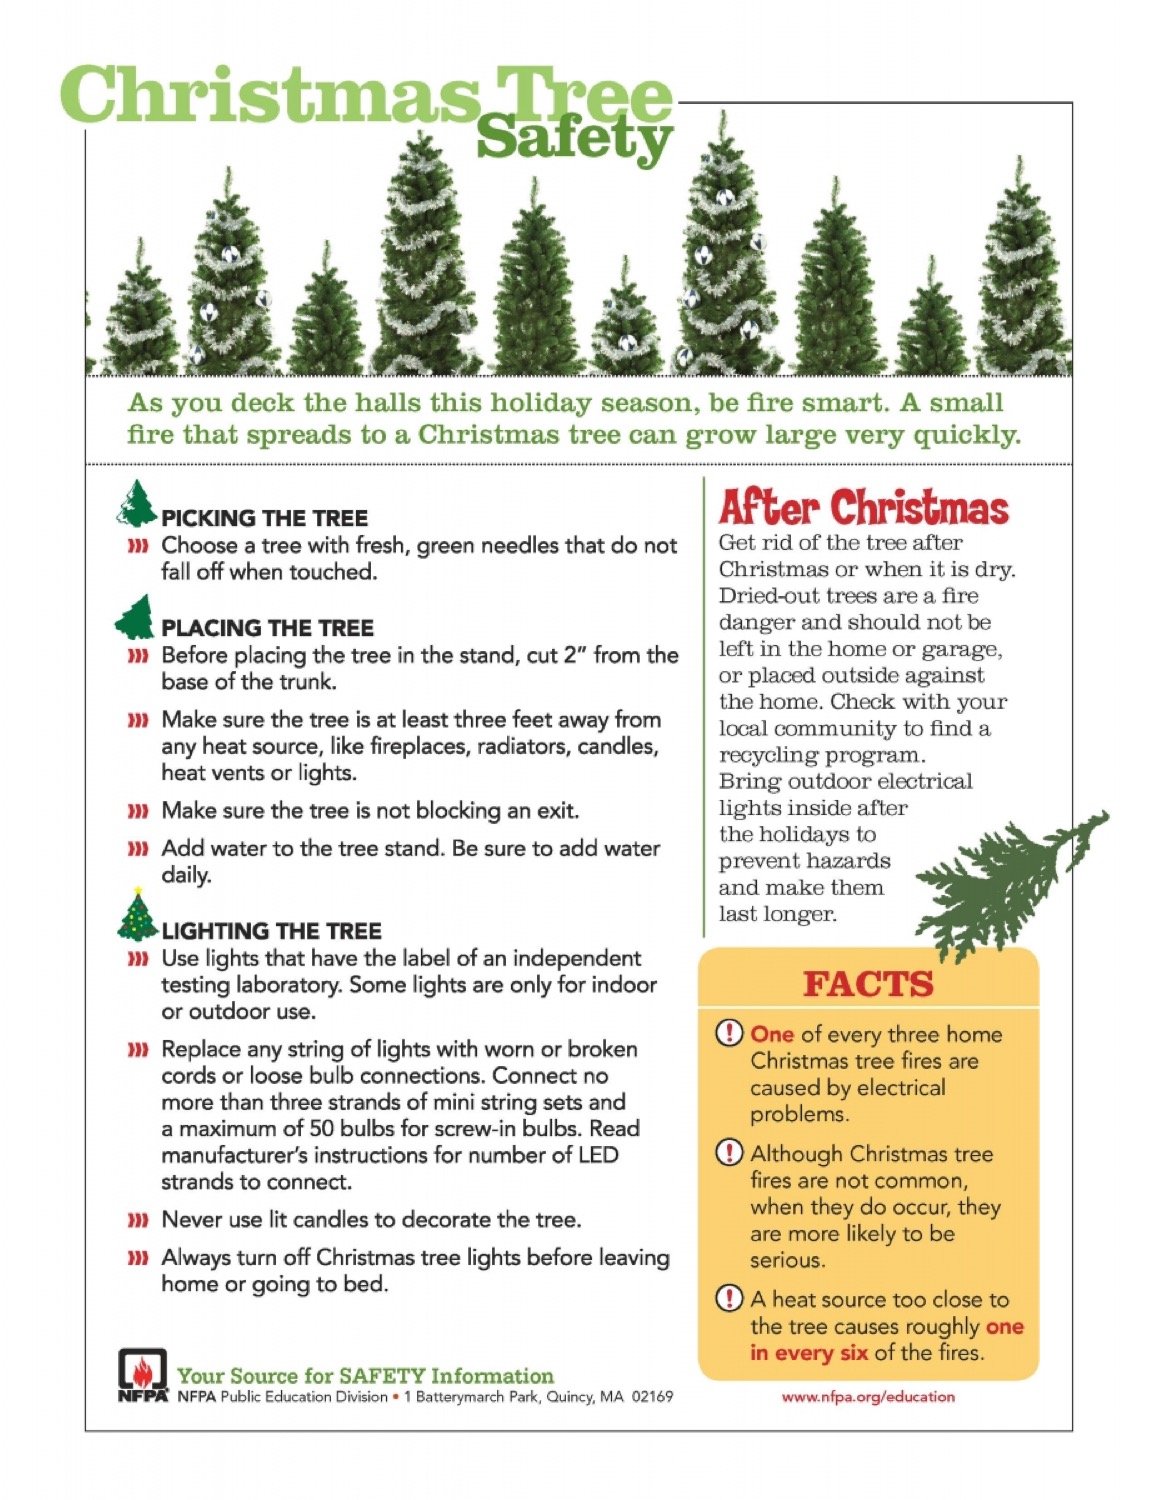 Christmas Tree
Safety
As you deck the halls this holiday season, be fire smart. A small
fire that spreads to a Christmas tree can grow large very quickly.
PICKING THE TREE
Choose a tree with fresh, green needles that do not
fall off when touched.
PLACING THE TREE
Before placing the tree in the stand, cut 2” from the
base of the trunk.
Make sure the tree is at least three feet away from
any heat source, like fireplaces, radiators, candles,
heat vents or lights.
Make sure the tree is not blocking an exit.
Add water to the tree stand. Be sure to add water
daily.
LIGHTING THE TREE
Use lights that have the label of an independent
testing laboratory. Some lights are only for indoor
or outdoor use.
Replace any string of lights with worn or broken
cords or loose bulb connections. Connect no
more than three strands of mini string sets and
a maximum of 50 bulbs for screw-in bulbs. Read
manufacturer’s instructions for number of LED
strands to connect.
Never use lit candles to decorate the tree.
Always turn off Christmas tree lights before leaving
home or going to bed.
After Christmas
Get rid of the tree after
Christmas or when it is dry.
Dried-out trees are a fire
danger and should not be
left in the home or garage,
or placed outside against
the home. Check with your
local community to find a
recycling program.
Bring outdoor electrical
lights inside after
the holidays to
prevent hazards
and make them
last longer.
FACTS
One of every three home
Christmas tree fires are
caused by electrical
problems.
Although Christmas tree
fires are not common,
when they do occur, they
are more likely to be
serious.
A heat source too close to
the tree causes roughly one
in every six of the fires.
NFPA
Your Source for SAFETY Information
NFPA Public Education Division • 1 Batterymarch Park, Quincy, MA 02169
www.nfpa.org/education